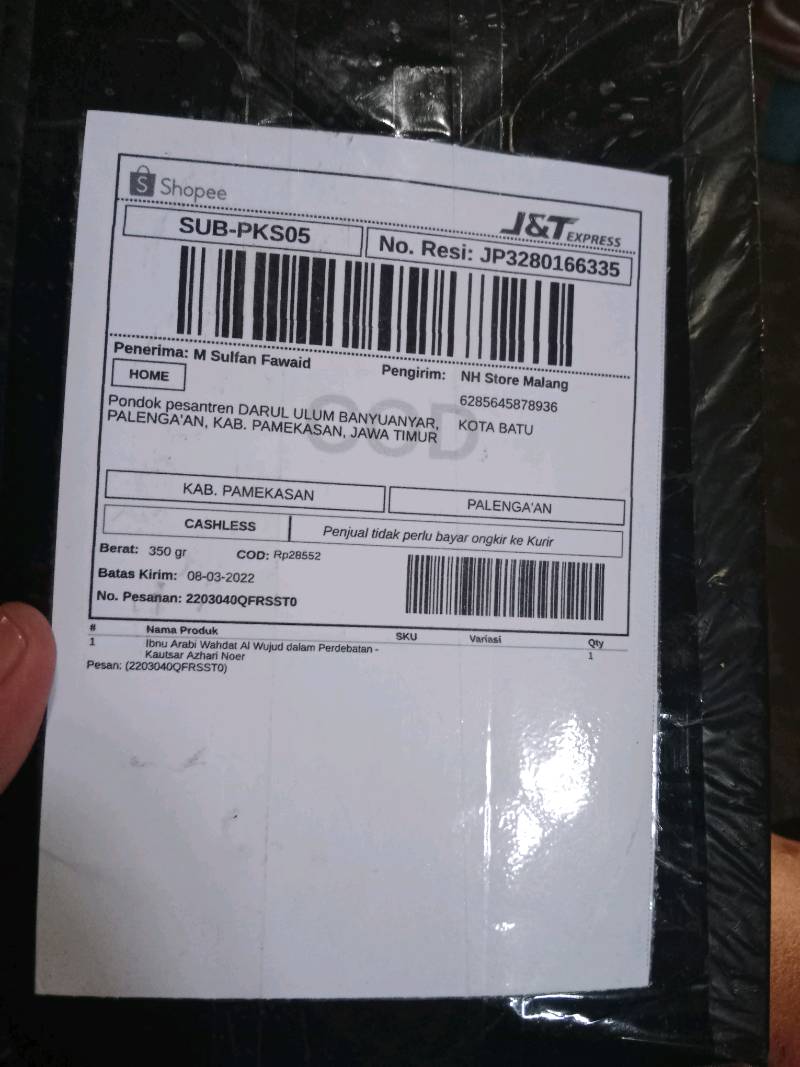 Shopee
J&T EXPRESS
SUB-PKS05
No. Resi: JP3280166335
Penerima: M Sulfan Fawaid
Pengirim: NH Store Malang
HOME
6285645878936
Pondok pesantren DARUL ULUM BANYUANYAR,
PALENGA'AN, KAB. PAMEKASAN, JAWA TIMUR
KOTA BATU
COD
KAB. PAMEKASAN
PALENGA'AN
CASHLESS
Penjual tidak perlu bayar ongkir ke Kurir
Berat: 350 gr
COD: Rp28552
Batas Kirim: 08-03-2022
No. Pesanan: 2203040QFRSST0
# Nama Produk SKU Variasi Qty
1 Ibnu Arabi Wahdat Al Wujud dalam Perdebatan - 1
Kautsar Azhari Noer
Pesan: (2203040QFRSST0)